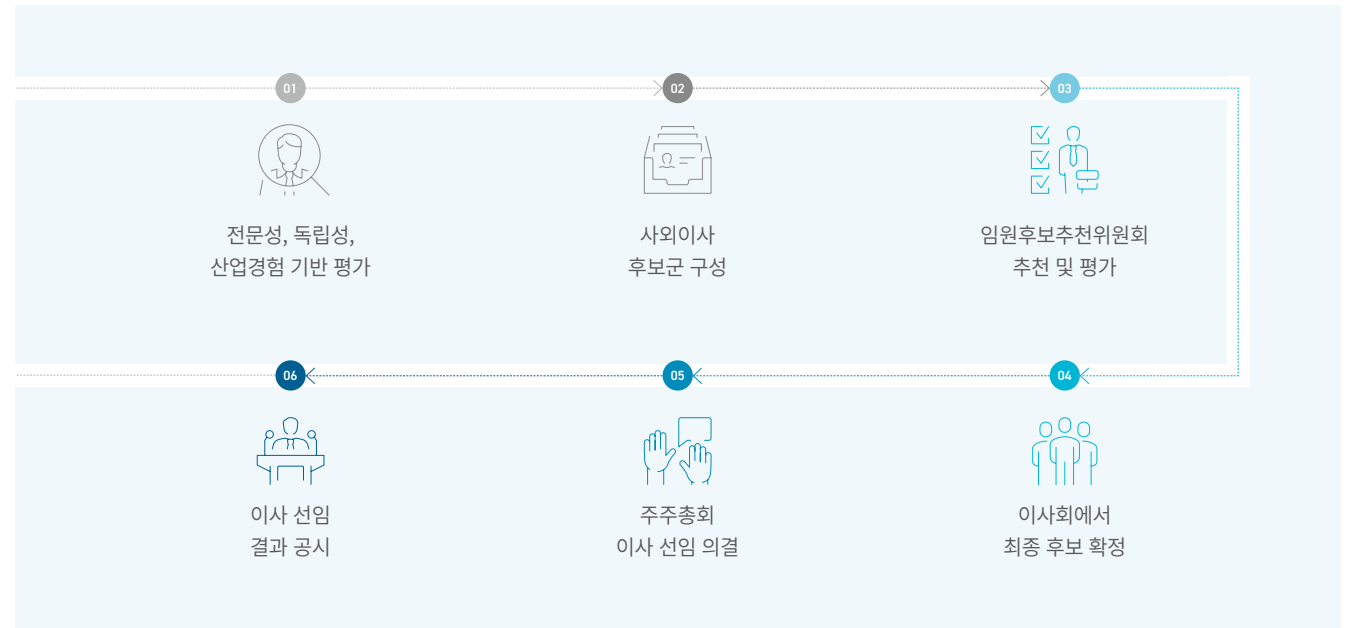 01
전문성, 독립성,
산업경험 기반 평가
02
사외이사
후보군 구성
03
임원후보추천위원회
추천 및 평가
04
이사회에서
최종 후보 확정
05
주주총회
이사 선임 의결
06
이사 선임
결과 공시